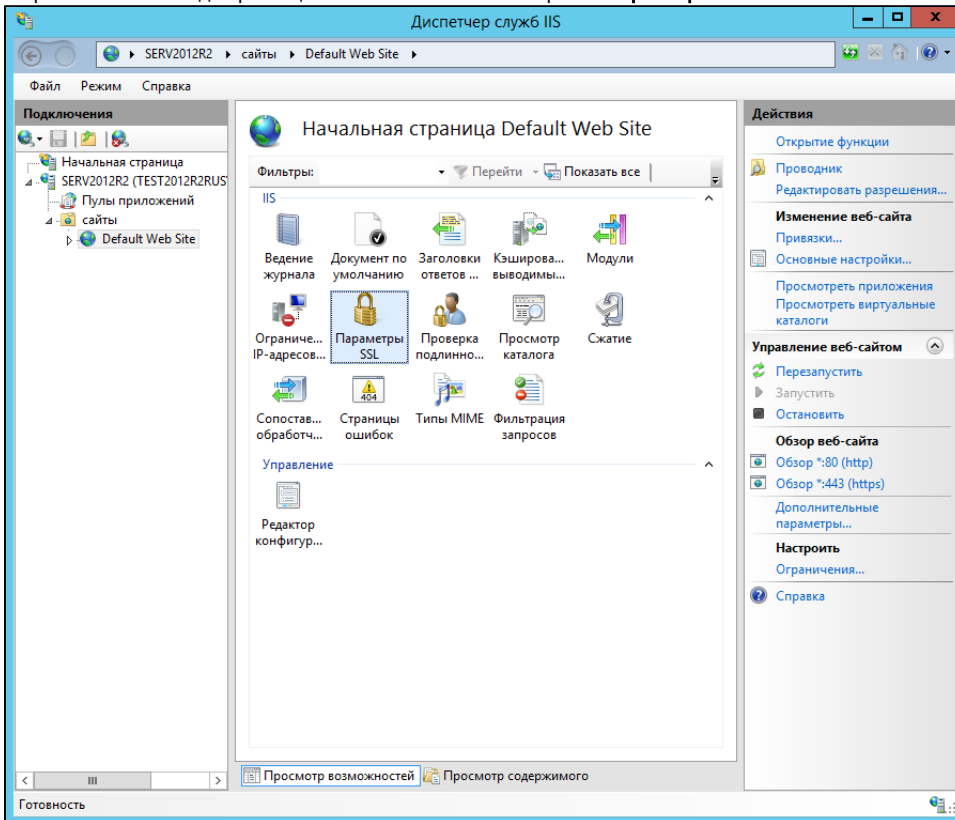 Диспетчер служб IIS
SERV2012R2 сайты Default Web Site
Файл Режим Справка
Подключения
Начальная страница
SERV2012R2 (TEST2012R2RUS
Пулы приложений
сайты
Default Web Site
Начальная страница Default Web Site
Фильтры: Перейти Показать все
IIS
Ведение журнала
Документ по умолчанию
Заголовки ответов ...
Кэширова... выводимы...
Модули
Ограниче... IP-адресов...
Параметры SSL
Проверка подлинно...
Просмотр каталога
Сжатие
Сопостав... обработч...
404
Страницы ошибок
Типы MIME
Фильтрация запросов
Управление
Редактор конфигур...
Просмотр возможностей Просмотр содержимого
Действия
Открытие функции
Проводник
Редактировать разрешения...
Изменение веб-сайта
Привязки...
Основные настройки...
Просмотреть приложения
Просмотреть виртуальные
каталоги
Управление веб-сайтом
Перезапустить
Запустить
Остановить
Обзор веб-сайта
Обзор *:80 (http)
Обзор *:443 (https)
Дополнительные
параметры...
Настроить
Ограничения...
Справка
Готовность